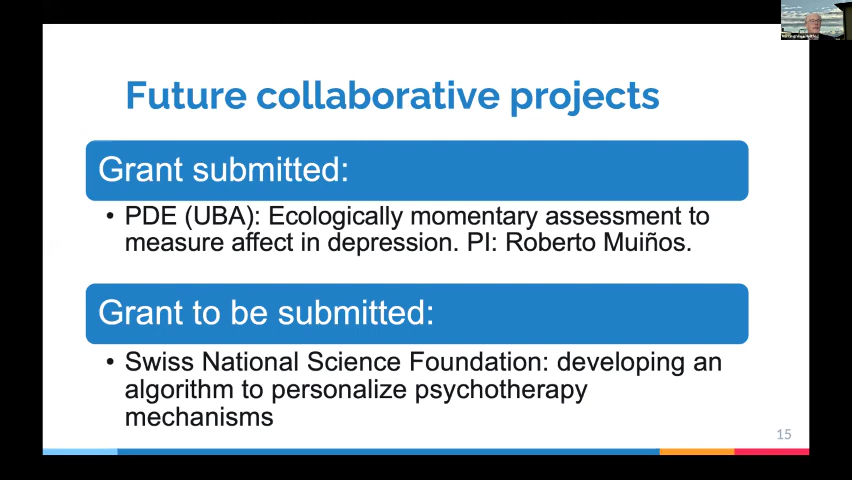 Future collaborative projects
Grant submitted:
• PDE (UBA): Ecologically momentary assessment to
measure affect in depression. PI: Roberto Muiños.
Grant to be submitted:
• Swiss National Science Foundation: developing an
algorithm to personalize psychotherapy
mechanisms
15